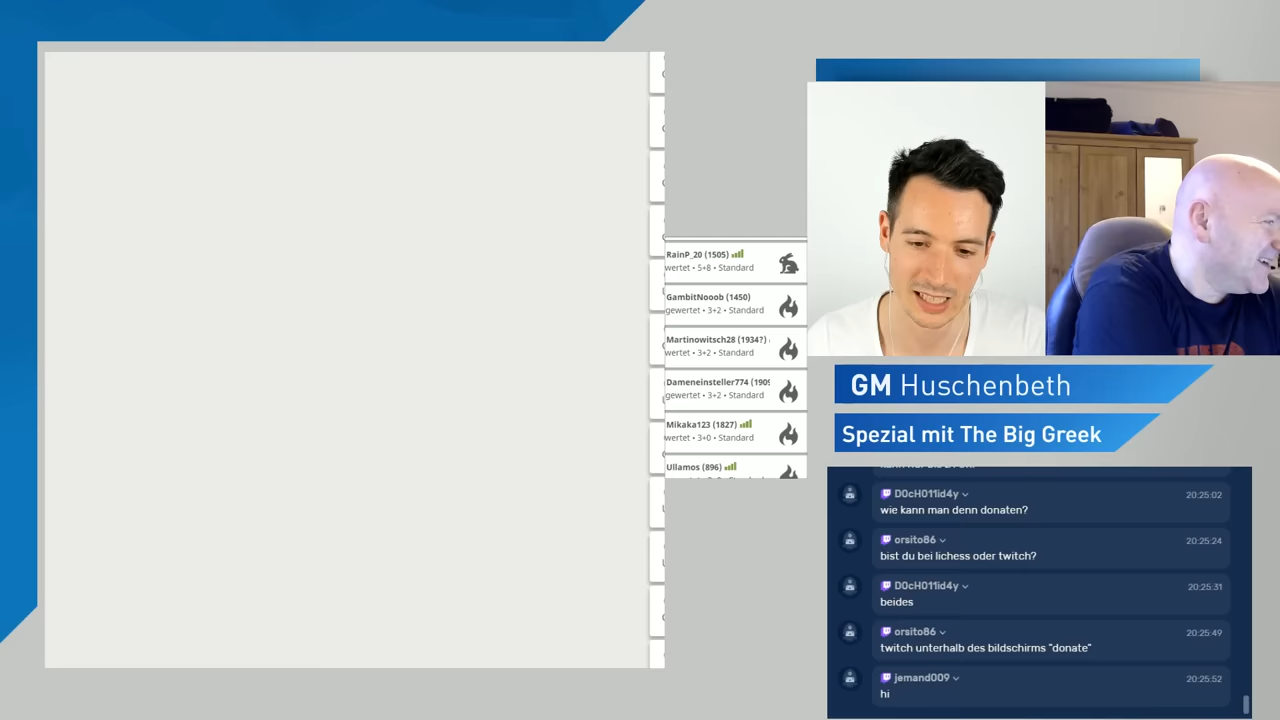 RainP_20 (1505)
wertet • 5+8 • Standard
GambitNooob (1450)
gewertet • 3+2 • Standard
Martinowitsch28 (1934?)
wertet • 3+2 • Standard
Dameneinsteller774 (1909
gewertet • 3+2 • Standard
Mikaka123 (1827)
wertet • 3+0 • Standard
Ullamos (896)
GM Huschenbeth
Spezial mit The Big Greek
D0cH011id4y 20:25:02
wie kann man denn donaten?
orsito86 20:25:24
bist du bei lichess oder twitch?
D0cH011id4y 20:25:31
beides
orsito86 20:25:49
twitch unterhalb des bildschirms "donate"
jemand009 20:25:52
hi